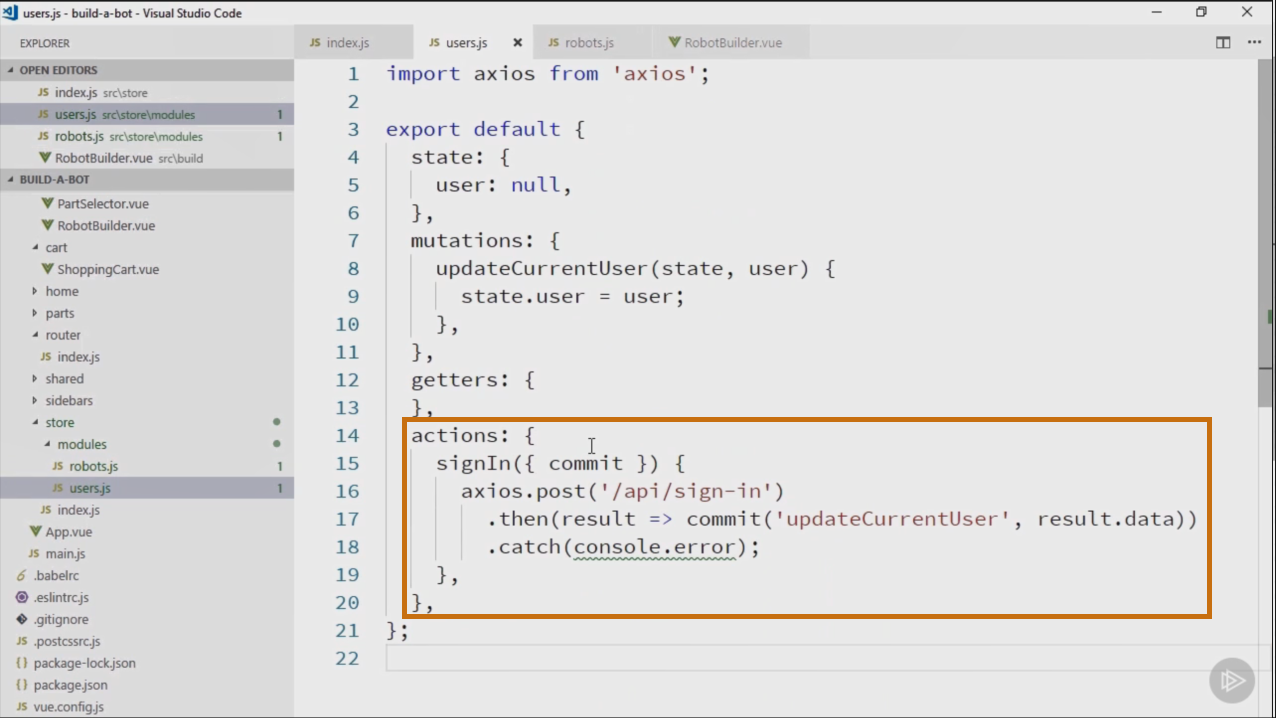 users.js - build-a-bot - Visual Studio Code
EXPLORER
OPEN EDITORS
JS index.js src\store
JS users.js src\store\modules 1
JS robots.js src\store\modules 1
RobotBuilder.vue src\build
BUILD-A-BOT
PartSelector.vue
RobotBuilder.vue
cart
ShoppingCart.vue
home
parts
router
JS index.js
shared
sidebars
store
modules
JS robots.js 1
JS users.js 1
JS index.js
App.vue
JS main.js
.babelrc
.eslintrc.js
.gitignore
JS .postcssrc.js
{} package-lock.json
{} package.json
JS vue.config.js
JS index.js
JS users.js
JS robots.js
RobotBuilder.vue
1 import axios from 'axios';
2
3 export default {
4 state: {
5 user: null,
6 },
7 mutations: {
8 updateCurrentUser(state, user) {
9 state.user = user;
10 },
11 },
12 getters: {
13 },
14 actions: {
15 signIn({ commit }) {
16 axios.post('/api/sign-in')
17 .then(result => commit('updateCurrentUser', result.data))
18 .catch(console.error);
19 },
20 },
21 };
22